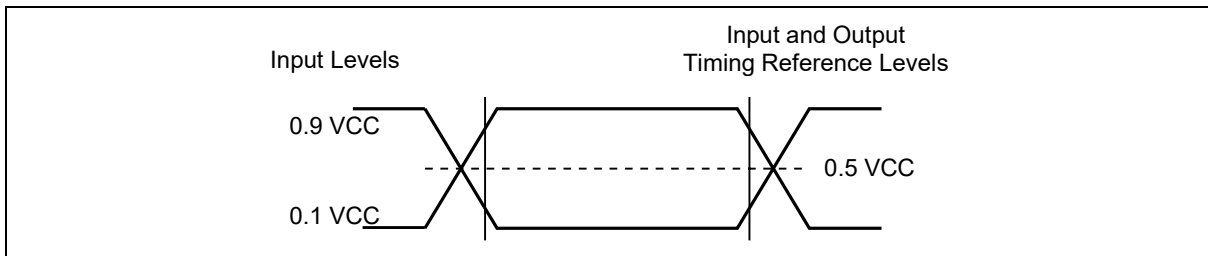 Input Levels
Input and Output
Timing Reference Levels
0.9 VCC
0.5 VCC
0.1 VCC